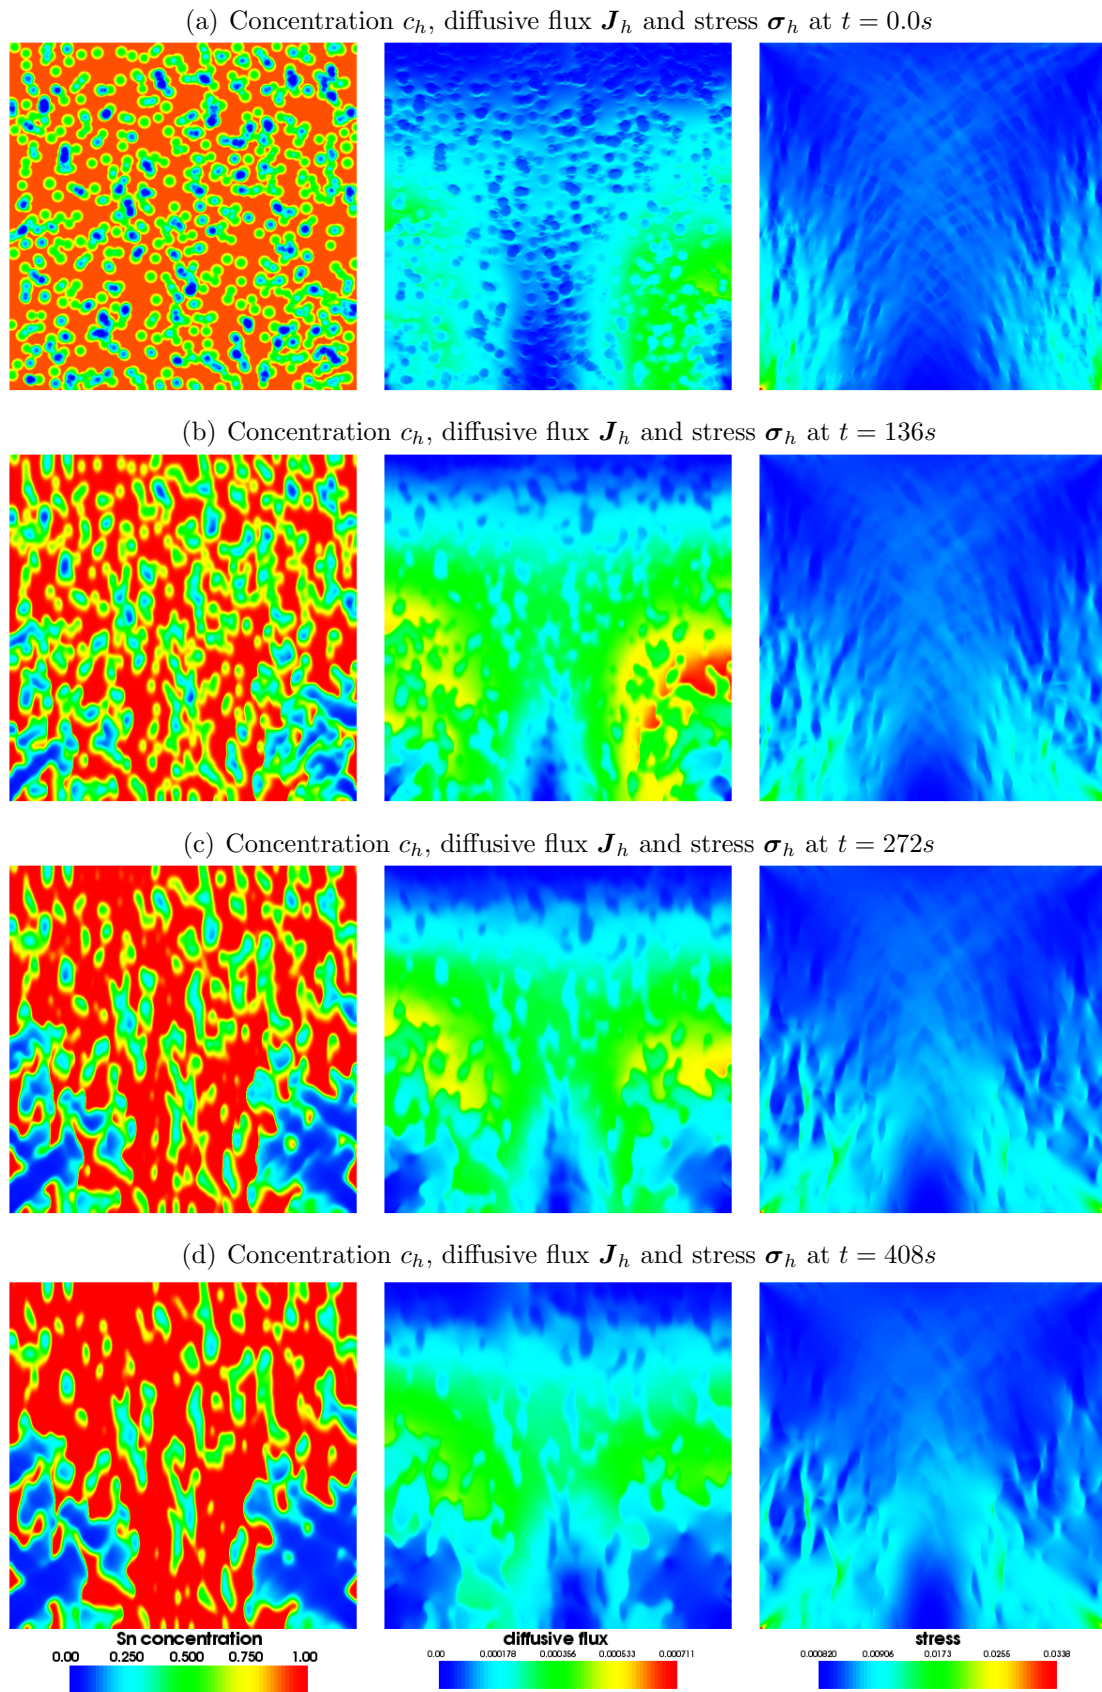 (a) Concentration c_h, diffusive flux J_h and stress σ_h at t = 0.0s
(b) Concentration c_h, diffusive flux J_h and stress σ_h at t = 136s
(c) Concentration c_h, diffusive flux J_h and stress σ_h at t = 272s
(d) Concentration c_h, diffusive flux J_h and stress σ_h at t = 408s
Sn concentration
0.00 0.250 0.500 0.750 1.00
diffusive flux
0.00 0.000178 0.000356 0.000533 0.000711
stress
0.000820 0.00906 0.0173 0.0255 0.0338